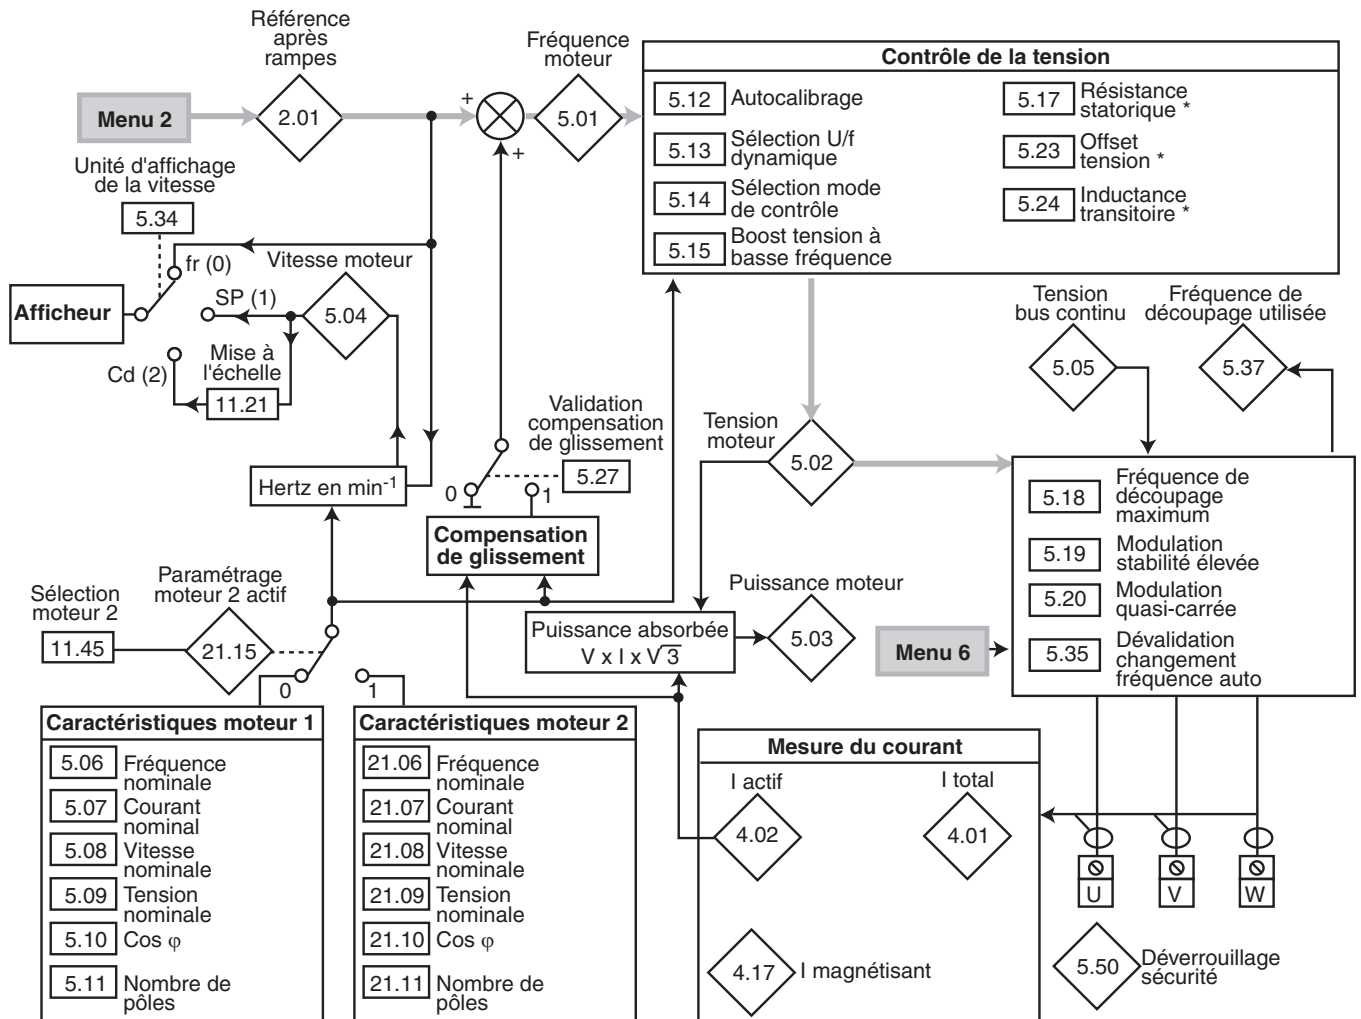 Référence
après
rampes
Fréquence
moteur
Menu 2
2.01
+
+
5.01
Contrôle de la tension
5.12 Autocalibrage
5.13 Sélection U/f
dynamique
5.14 Sélection mode
de contrôle
5.15 Boost tension à
basse fréquence
5.17 Résistance
statorique *
5.23 Offset
tension *
5.24 Inductance
transitoire *
Unité d'affichage
de la vitesse
5.34
fr (0)
Vitesse moteur
Afficheur
SP (1)
5.04
Cd (2)
Mise à
l'échelle
11.21
Tension
bus continu
5.05
Fréquence de
découpage utilisée
5.37
Validation
compensation
de glissement
5.27
0
1
Tension
moteur
5.02
Hertz en min-1
Compensation
de glissement
5.18 Fréquence de
découpage
maximum
5.19 Modulation
stabilité élevée
5.20 Modulation
quasi-carrée
5.35 Dévalidation
changement
fréquence auto
Sélection
moteur 2
11.45
Paramétrage
moteur 2 actif
21.15
0
1
Puissance absorbée
V x I x √3
Puissance moteur
5.03
Menu 6
Caractéristiques moteur 1
5.06 Fréquence
nominale
5.07 Courant
nominal
5.08 Vitesse
nominale
5.09 Tension
nominale
5.10 Cos φ
5.11 Nombre de
pôles
Caractéristiques moteur 2
21.06 Fréquence
nominale
21.07 Courant
nominal
21.08 Vitesse
nominale
21.09 Tension
nominale
21.10 Cos φ
21.11 Nombre de
pôles
Mesure du courant
I actif
4.02
I total
4.01
4.17 I magnétisant
U
V
W
5.50 Déverrouillage
sécurité